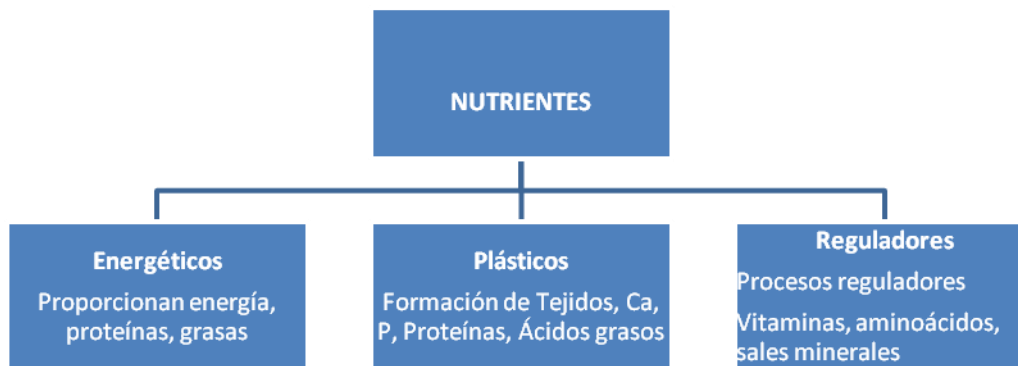 NUTRIENTES
Energéticos
Proporcionan energía,
proteínas, grasas
Plásticos
Formación de Tejidos, Ca,
P, Proteínas, Ácidos grasos
Reguladores
Procesos reguladores
Vitaminas, aminoácidos,
sales minerales